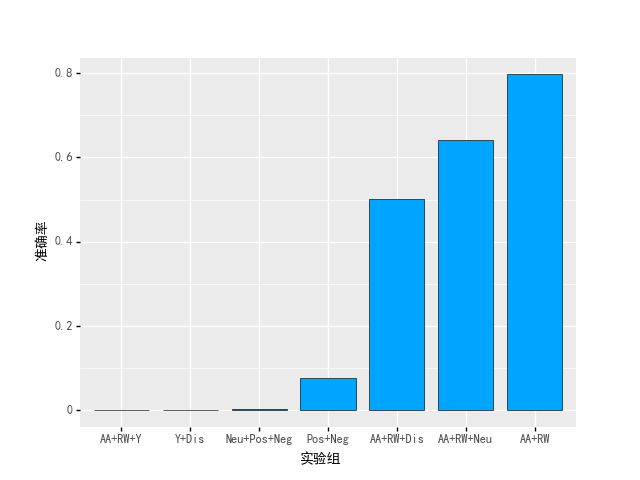 0.8
0.6
0.4
0.2
0
准确率
AA+RW+Y Y+Dis Neu+Pos+Neg Pos+Neg AA+RW+Dis AA+RW+Neu AA+RW
实验组